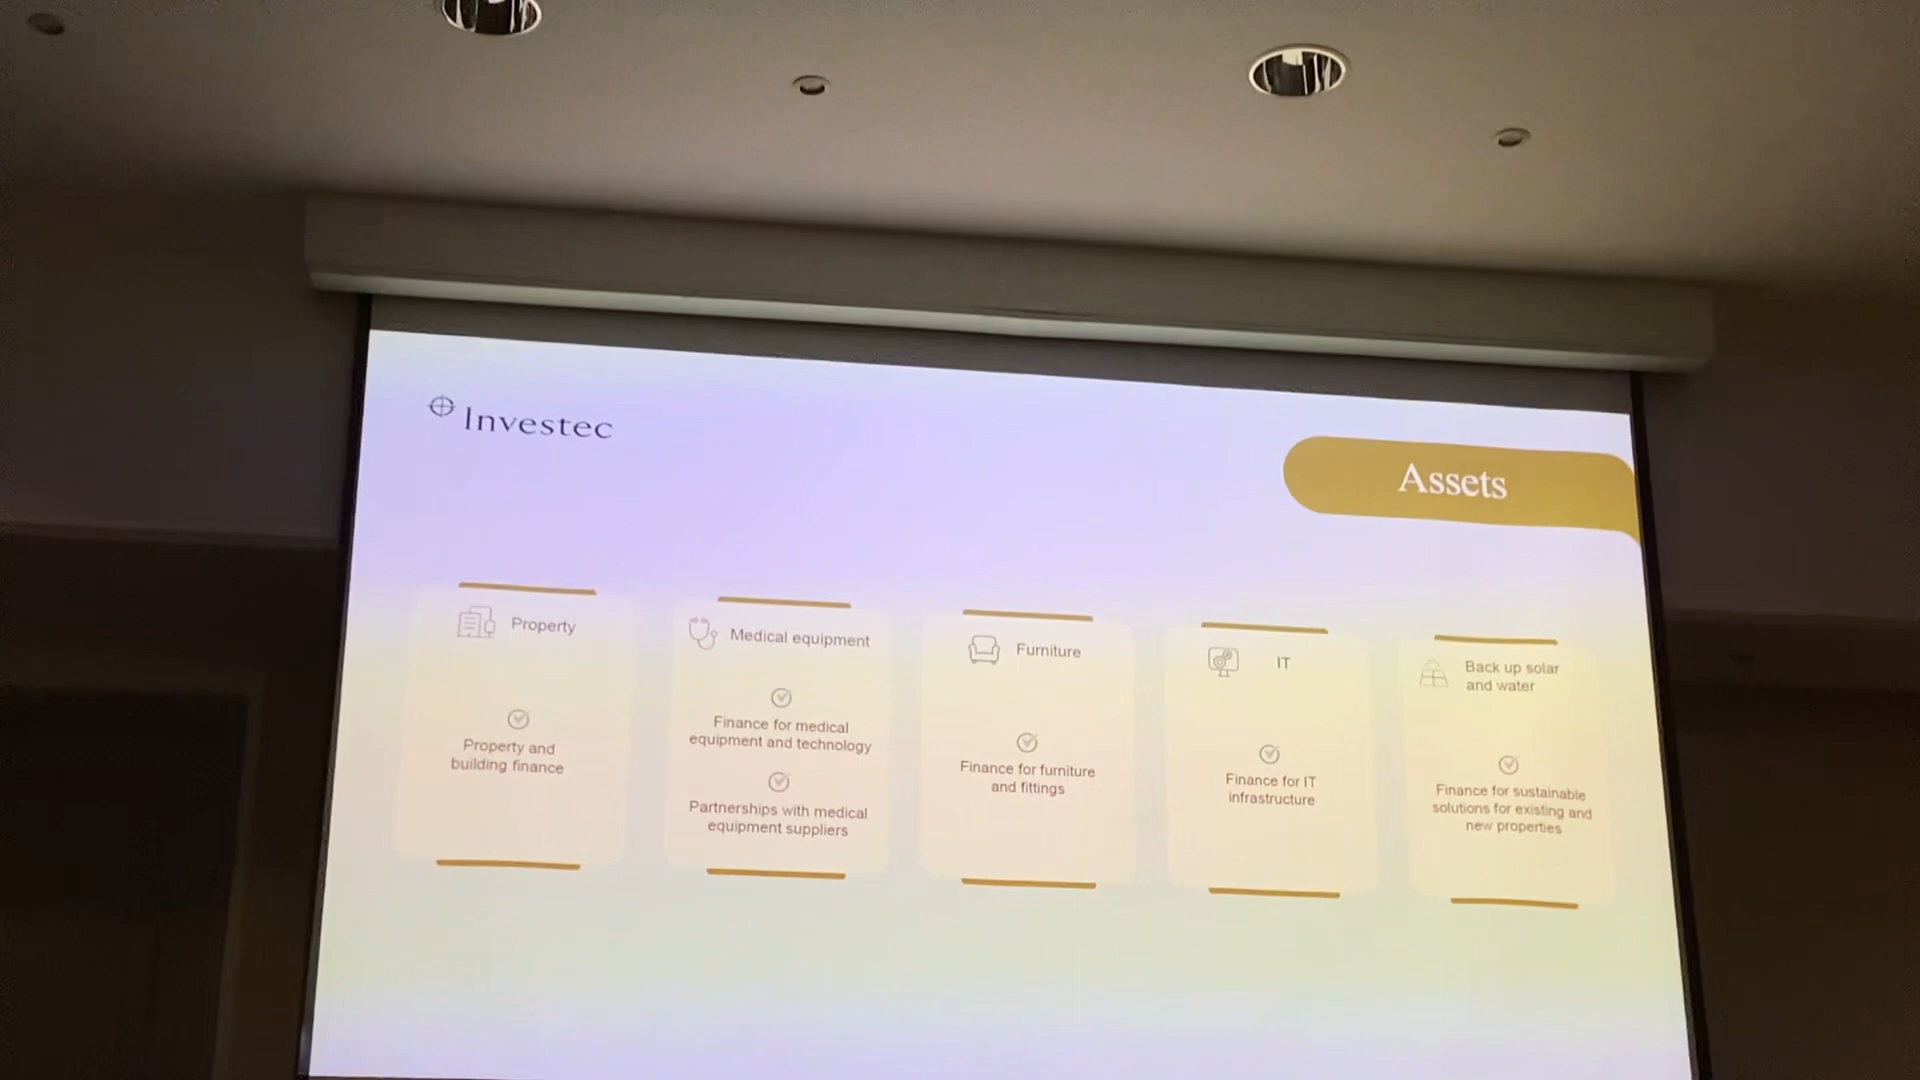 Investec
Assets
Property
Property and
building finance
Medical equipment
Finance for medical
equipment and technology
Partnerships with medical
equipment suppliers
Furniture
Finance for furniture
and fittings
IT
Finance for IT
infrastructure
Back up solar
and water
Finance for sustainable
solutions for existing and
new properties